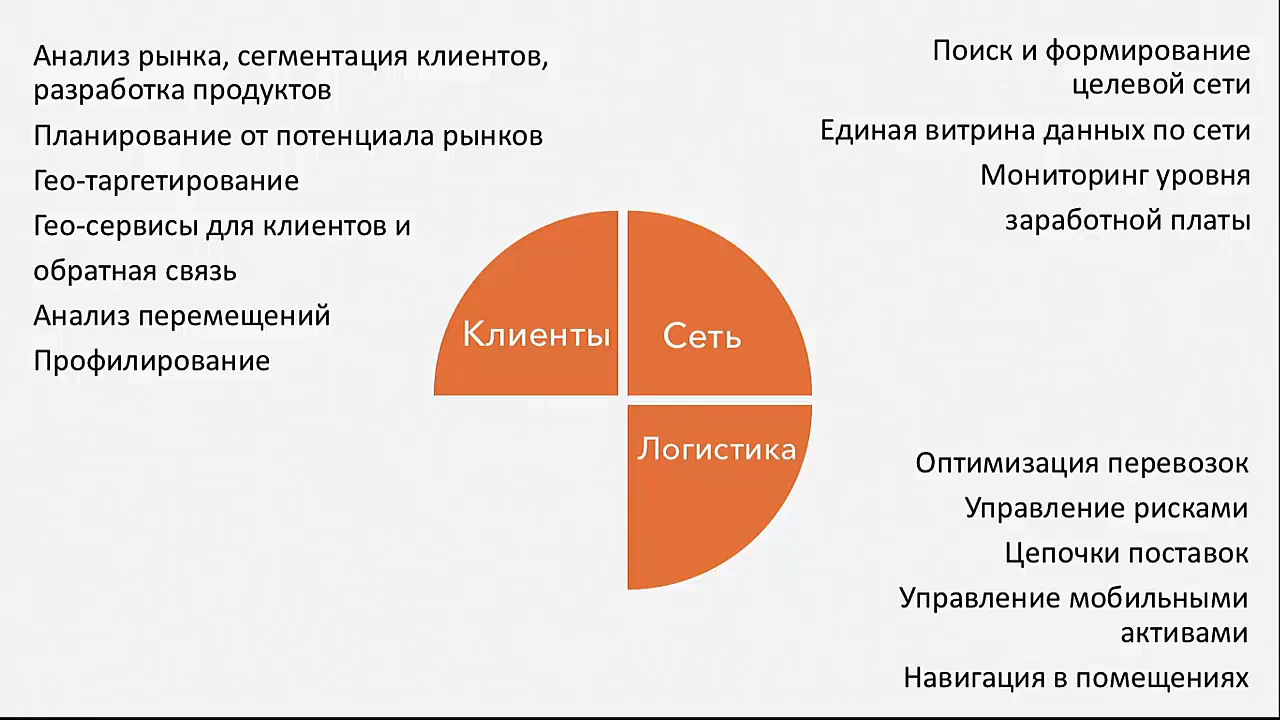 Анализ рынка, сегментация клиентов,
разработка продуктов
Планирование от потенциала рынков
Гео-таргетирование
Гео-сервисы для клиентов и
обратная связь
Анализ перемещений
Профилирование
Поиск и формирование
целевой сети
Единая витрина данных по сети
Мониторинг уровня
заработной платы
Клиенты
Сеть
Логистика
Оптимизация перевозок
Управление рисками
Цепочки поставок
Управление мобильными
активами
Навигация в помещениях